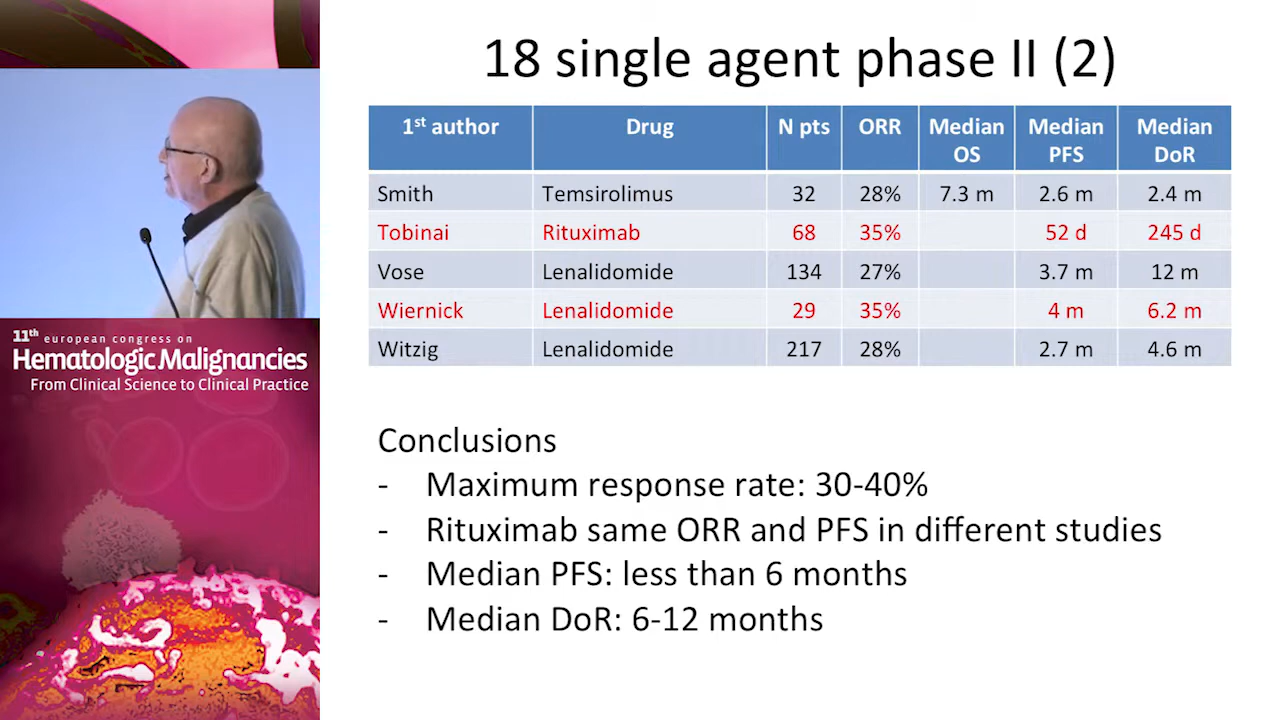 18 single agent phase II (2)
1st author Drug N pts ORR Median OS Median PFS Median DoR
Smith Temsirolimus 32 28% 7.3 m 2.6 m 2.4 m
Tobinai Rituximab 68 35% 52 d 245 d
Vose Lenalidomide 134 27% 3.7 m 12 m
Wiernick Lenalidomide 29 35% 4 m 6.2 m
Witzig Lenalidomide 217 28% 2.7 m 4.6 m
Conclusions
- Maximum response rate: 30-40%
- Rituximab same ORR and PFS in different studies
- Median PFS: less than 6 months
- Median DoR: 6-12 months
11th european congress on
Hematologic Malignancies
From Clinical Science to Clinical Practice